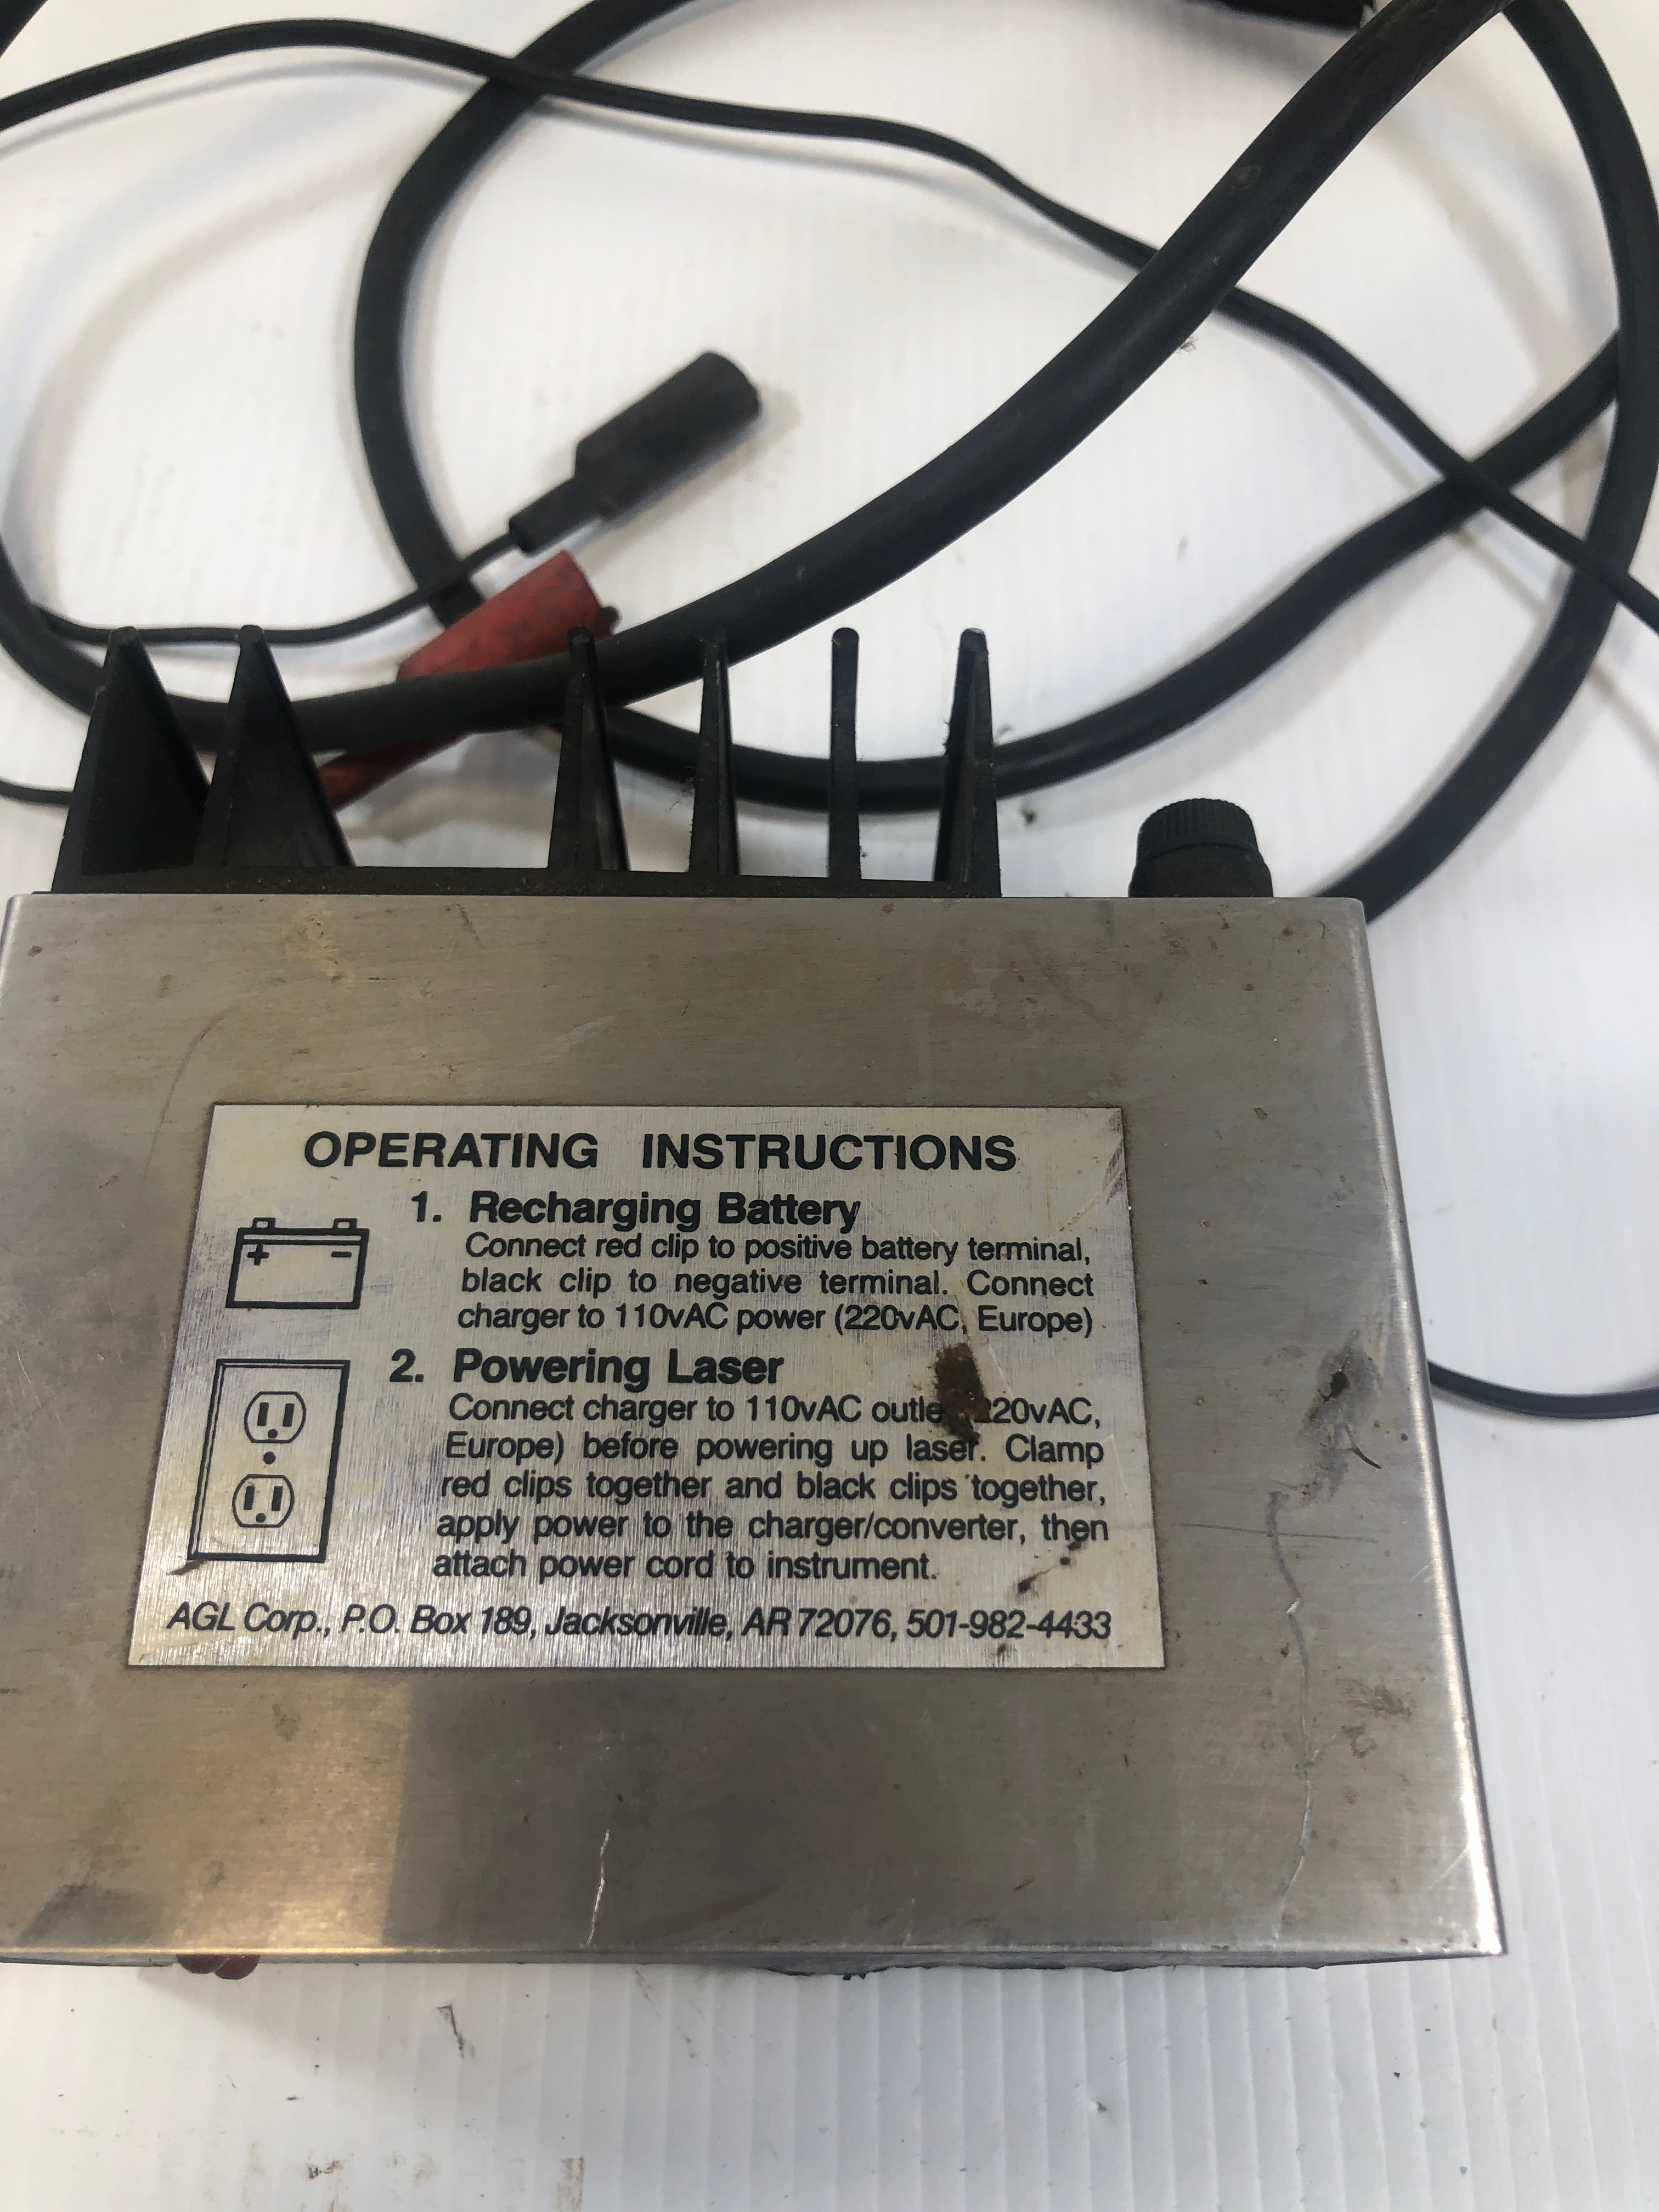 OPERATING INSTRUCTIONS
1. Recharging Battery
+ −
Connect red clip to positive battery terminal,
black clip to negative terminal. Connect
charger to 110vAC power (220vAC, Europe)
2. Powering Laser
Connect charger to 110vAC
Europe) before powering up laser. Clamp
red clips together and black clips together,
apply power to the charger/converter, then
attach power cord to instrument.
AGL Corp., P.O. Box 189, Jacksonville, AR 72076, 501-982-4433